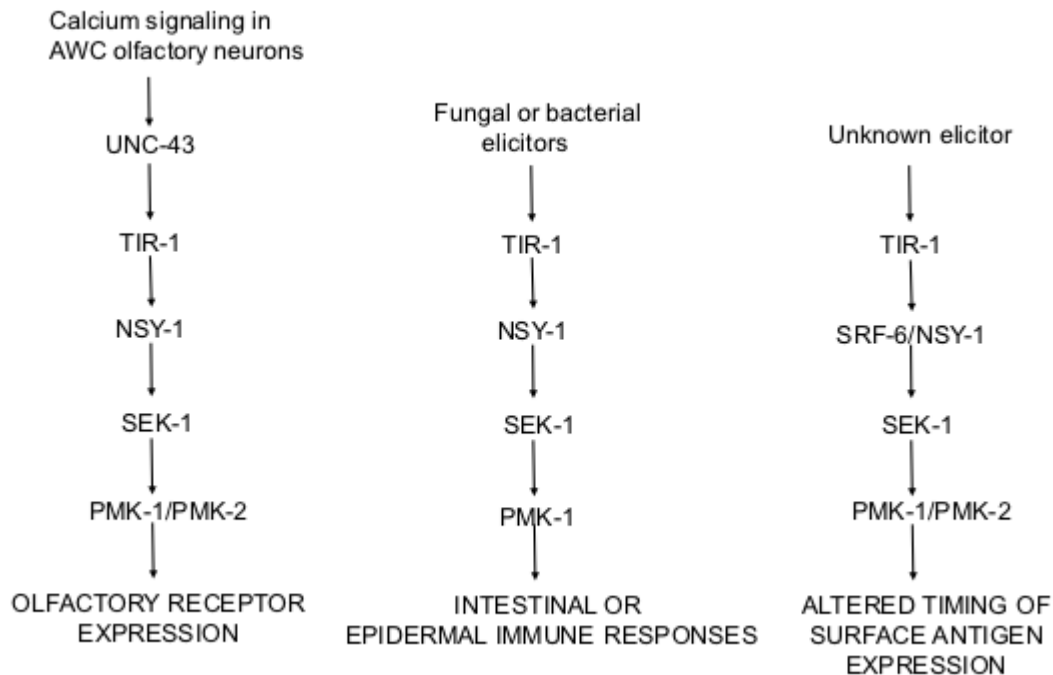 Calcium signaling in
AWC olfactory neurons
UNC-43
TIR-1
NSY-1
SEK-1
PMK-1/PMK-2
OLFACTORY RECEPTOR
EXPRESSION
Fungal or bacterial
elicitors
TIR-1
NSY-1
SEK-1
PMK-1
INTESTINAL OR
EPIDERMAL IMMUNE RESPONSES
Unknown elicitor
TIR-1
SRF-6/NSY-1
SEK-1
PMK-1/PMK-2
ALTERED TIMING OF
SURFACE ANTIGEN
EXPRESSION